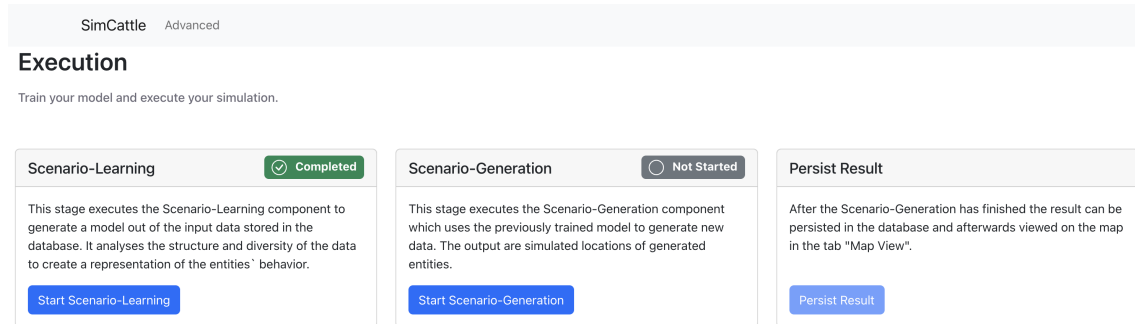 SimCattle Advanced
Execution
Train your model and execute your simulation.
Scenario-Learning
Completed
This stage executes the Scenario-Learning component to
generate a model out of the input data stored in the
database. It analyses the structure and diversity of the data
to create a representation of the entities` behavior.
Start Scenario-Learning
Scenario-Generation
Not Started
This stage executes the Scenario-Generation component
which uses the previously trained model to generate new
data. The output are simulated locations of generated
entities.
Start Scenario-Generation
Persist Result
After the Scenario-Generation has finished the result can be
persisted in the database and afterwards viewed on the map
in the tab "Map View".
Persist Result